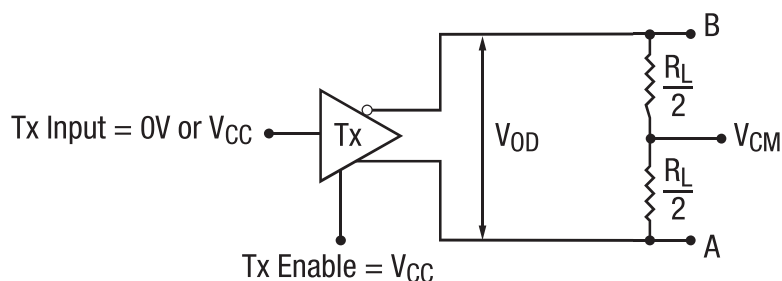 B
R_L
2
Tx Input = 0V or V_CC
Tx
V_OD
V_CM
R_L
2
A
Tx Enable = V_CC